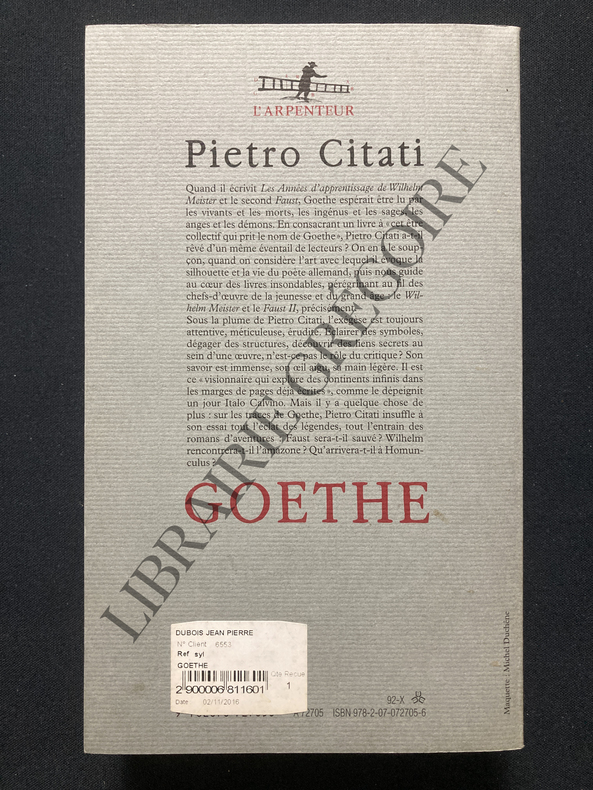 L'ARPENTEUR
Pietro Citati
Quand il écrivit Les Années d'apprentissage de Wilhelm
Meister et le second Faust, Goethe espérait être lu par
les vivants et les morts, les ingénus et les sages, les
anges et les démons. En consacrant un livre à « cet être
collectif qui prit le nom de Goethe », Pietro Citati a-t-il
rêvé d'un même éventail de lecteurs ? On en a le soup-
çon, quand on considère l'art avec lequel il évoque la
silhouette et la vie du poète allemand, puis nous guide
au cœur des livres insondables, pérégrinant au fil des
chefs-d'œuvre de la jeunesse et du grand âge : le Wil-
helm Meister et le Faust II, précisément.
Sous la plume de Pietro Citati, l'exégèse est toujours
attentive, méticuleuse, érudite. Éclairer des symboles,
dégager des structures, découvrir des liens secrets au
sein d'une œuvre, n'est-ce pas le rôle du critique ? Son
savoir est immense, son œil aigu, sa main légère. Il est
ce « visionnaire qui explore des continents infinis dans
les marges de pages déjà écrites », comme le dépeignit
un jour Italo Calvino. Mais il y a quelque chose de
plus : sur les traces de Goethe, Pietro Citati insuffle à
son essai tout l'éclat des légendes, tout l'entrain des
romans d'aventures : Faust sera-t-il sauvé ? Wilhelm
rencontrera-t-il l'amazone ? Qu'arrivera-t-il à Homun-
culus ?
GOETHE
LIBRAIRIE GREGOIRE
DUBOIS JEAN PIERRE
N° Client 6553
Ref syl
GOETHE
Qte Recue
2 900006 811601
1
Date 02/11/2016
92-X
72705 ISBN 978-2-07-072705-6
Maquette : Michel Duchêne